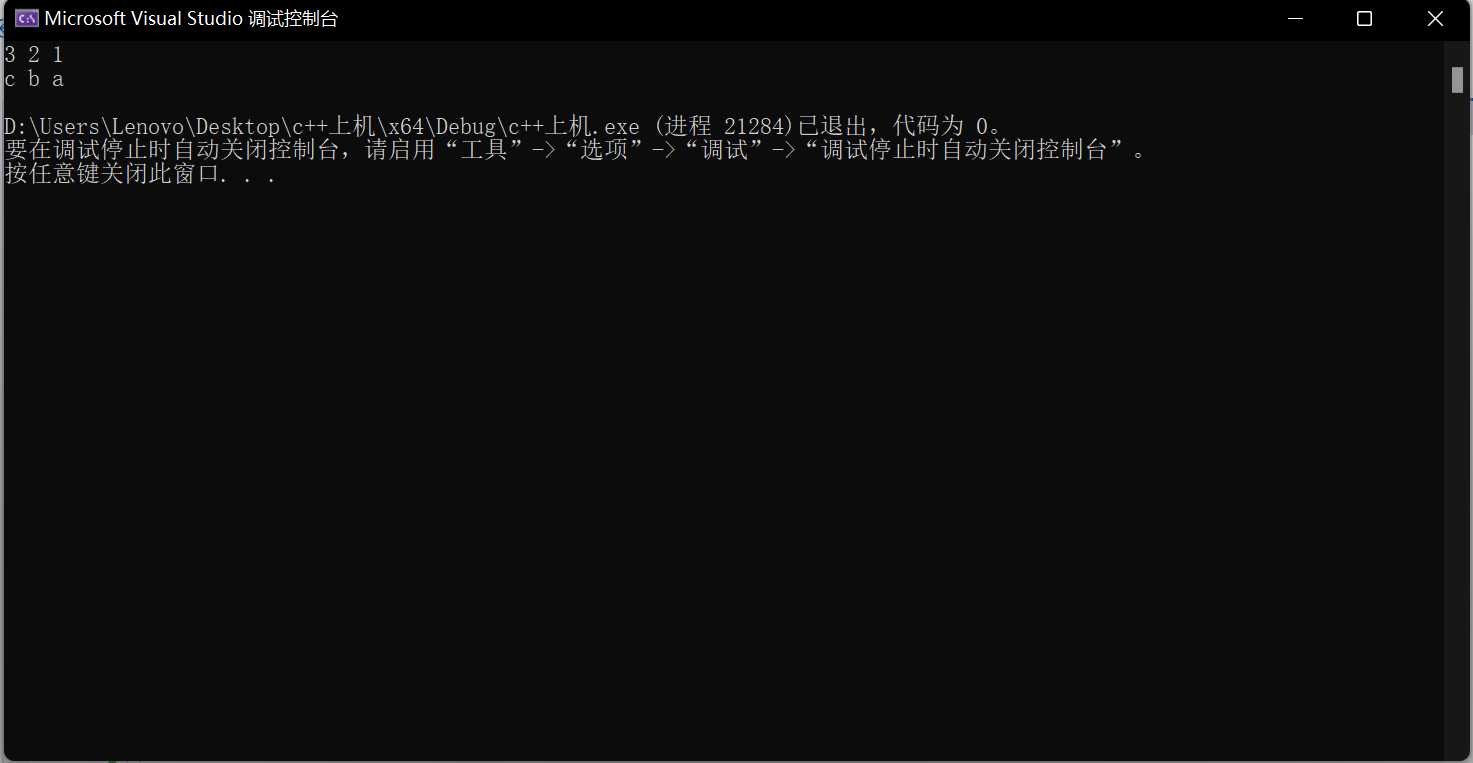 Microsoft Visual Studio 调试控制台
3 2 1
c b a
D:\Users\Lenovo\Desktop\c++上机\x64\Debug\c++上机.exe (进程 21284)已退出，代码为 0。
要在调试停止时自动关闭控制台，请启用“工具”->“选项”->“调试”->“调试停止时自动关闭控制台”。
按任意键关闭此窗口. . .